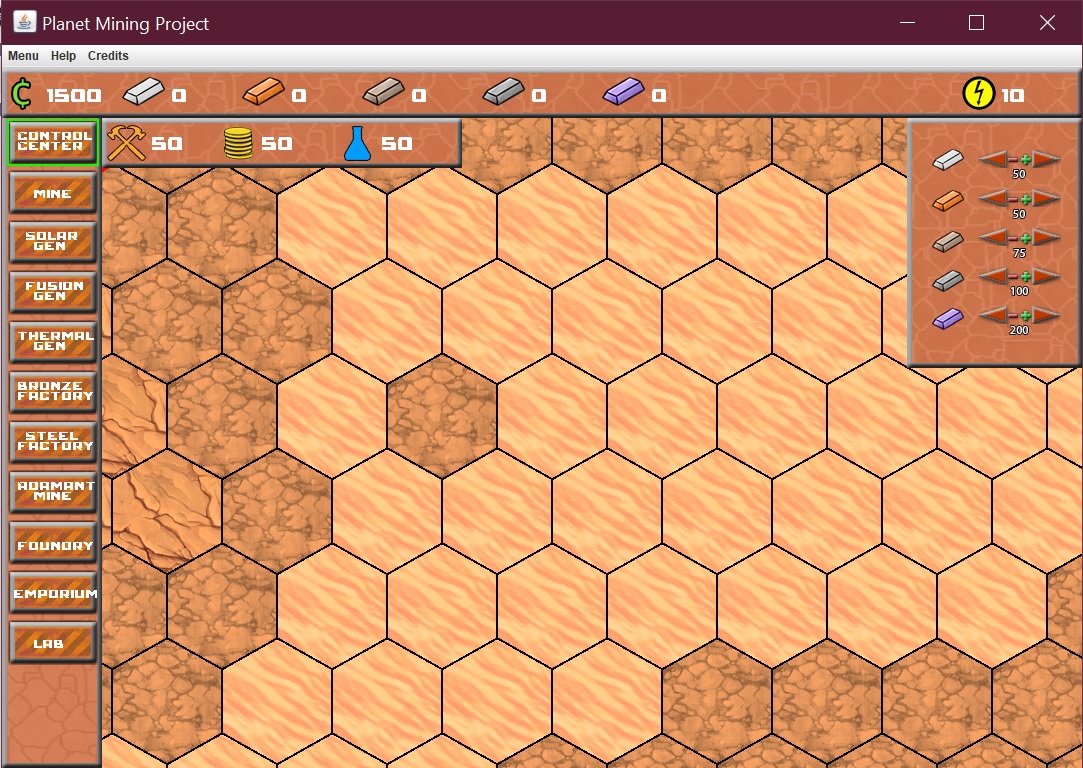 Planet Mining Project
Menu Help Credits
¢ 1500 0 0 0 0 0 10
CONTROL
CENTER
50 50 50
MINE
SOLAR
GEN
FUSION
GEN
THERMAL
GEN
BRONZE
FACTORY
STEEL
FACTORY
ADAMANT
MINE
FOUNDRY
EMPORIUM
LAB
50
50
75
100
200